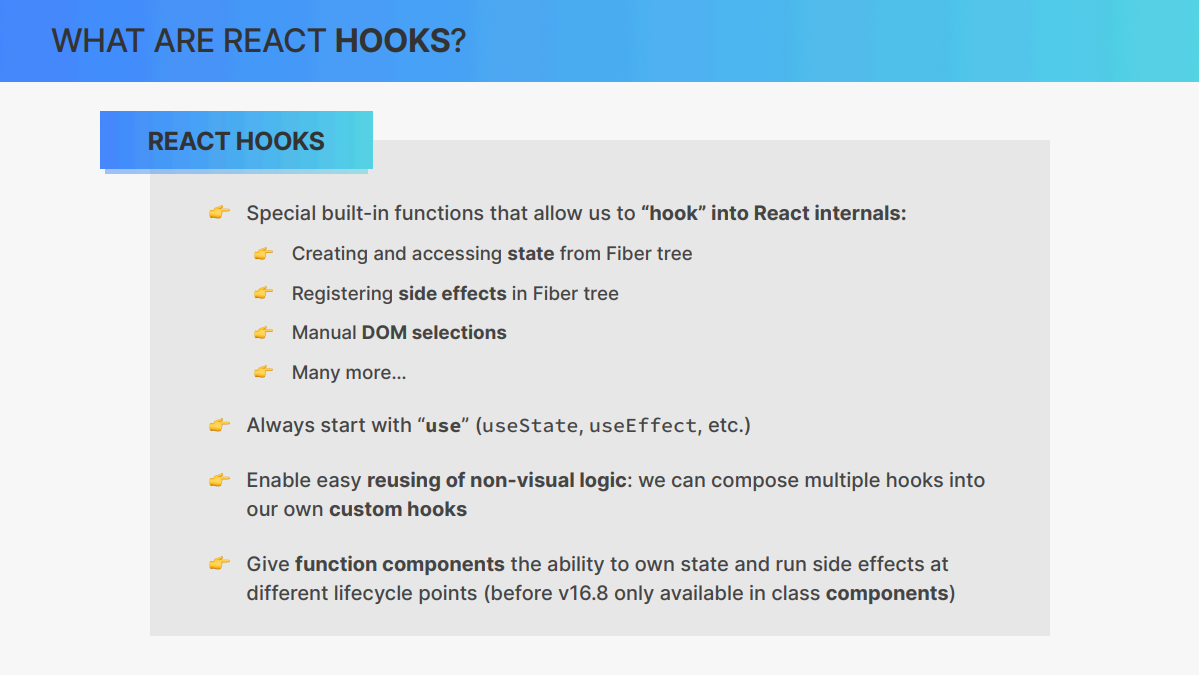 WHAT ARE REACT HOOKS?
REACT HOOKS
👉 Special built-in functions that allow us to “hook” into React internals:
👉 Creating and accessing state from Fiber tree
👉 Registering side effects in Fiber tree
👉 Manual DOM selections
👉 Many more…
👉 Always start with “use” (useState, useEffect, etc.)
👉 Enable easy reusing of non-visual logic: we can compose multiple hooks into
our own custom hooks
👉 Give function components the ability to own state and run side effects at
different lifecycle points (before v16.8 only available in class components)